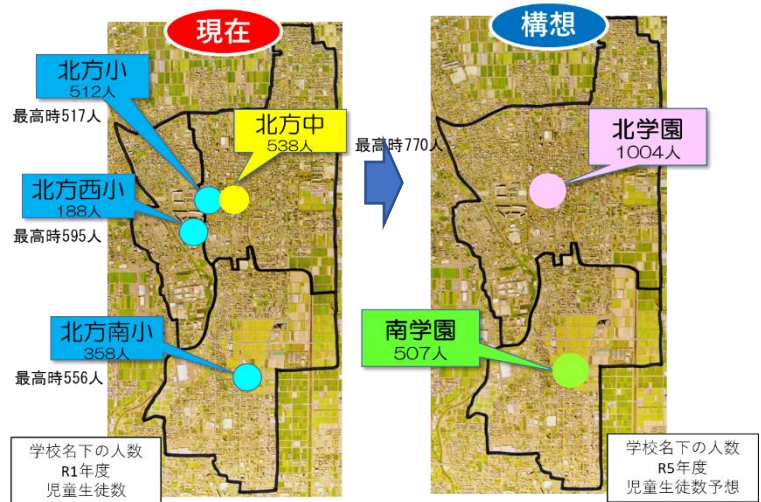 現在
北方小
512人
最高時517人
北方中
538人
最高時770人
北方西小
188人
最高時595人
北方南小
358人
最高時556人
学校名下の人数
R1年度
児童生徒数
構想
北学園
1004人
南学園
507人
学校名下の人数
R5年度
児童生徒数予想